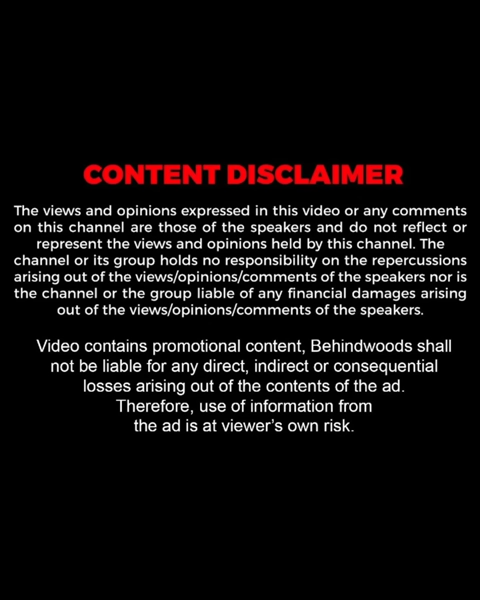 CONTENT DISCLAIMER
The views and opinions expressed in this video or any comments
on this channel are those of the speakers and do not reflect or
represent the views and opinions held by this channel. The
channel or its group holds no responsibility on the repercussions
arising out of the views/opinions/comments of the speakers nor is
the channel or the group liable of any financial damages arising
out of the views/opinions/comments of the speakers.
Video contains promotional content, Behindwoods shall
not be liable for any direct, indirect or consequential
losses arising out of the contents of the ad.
Therefore, use of information from
the ad is at viewer's own risk.